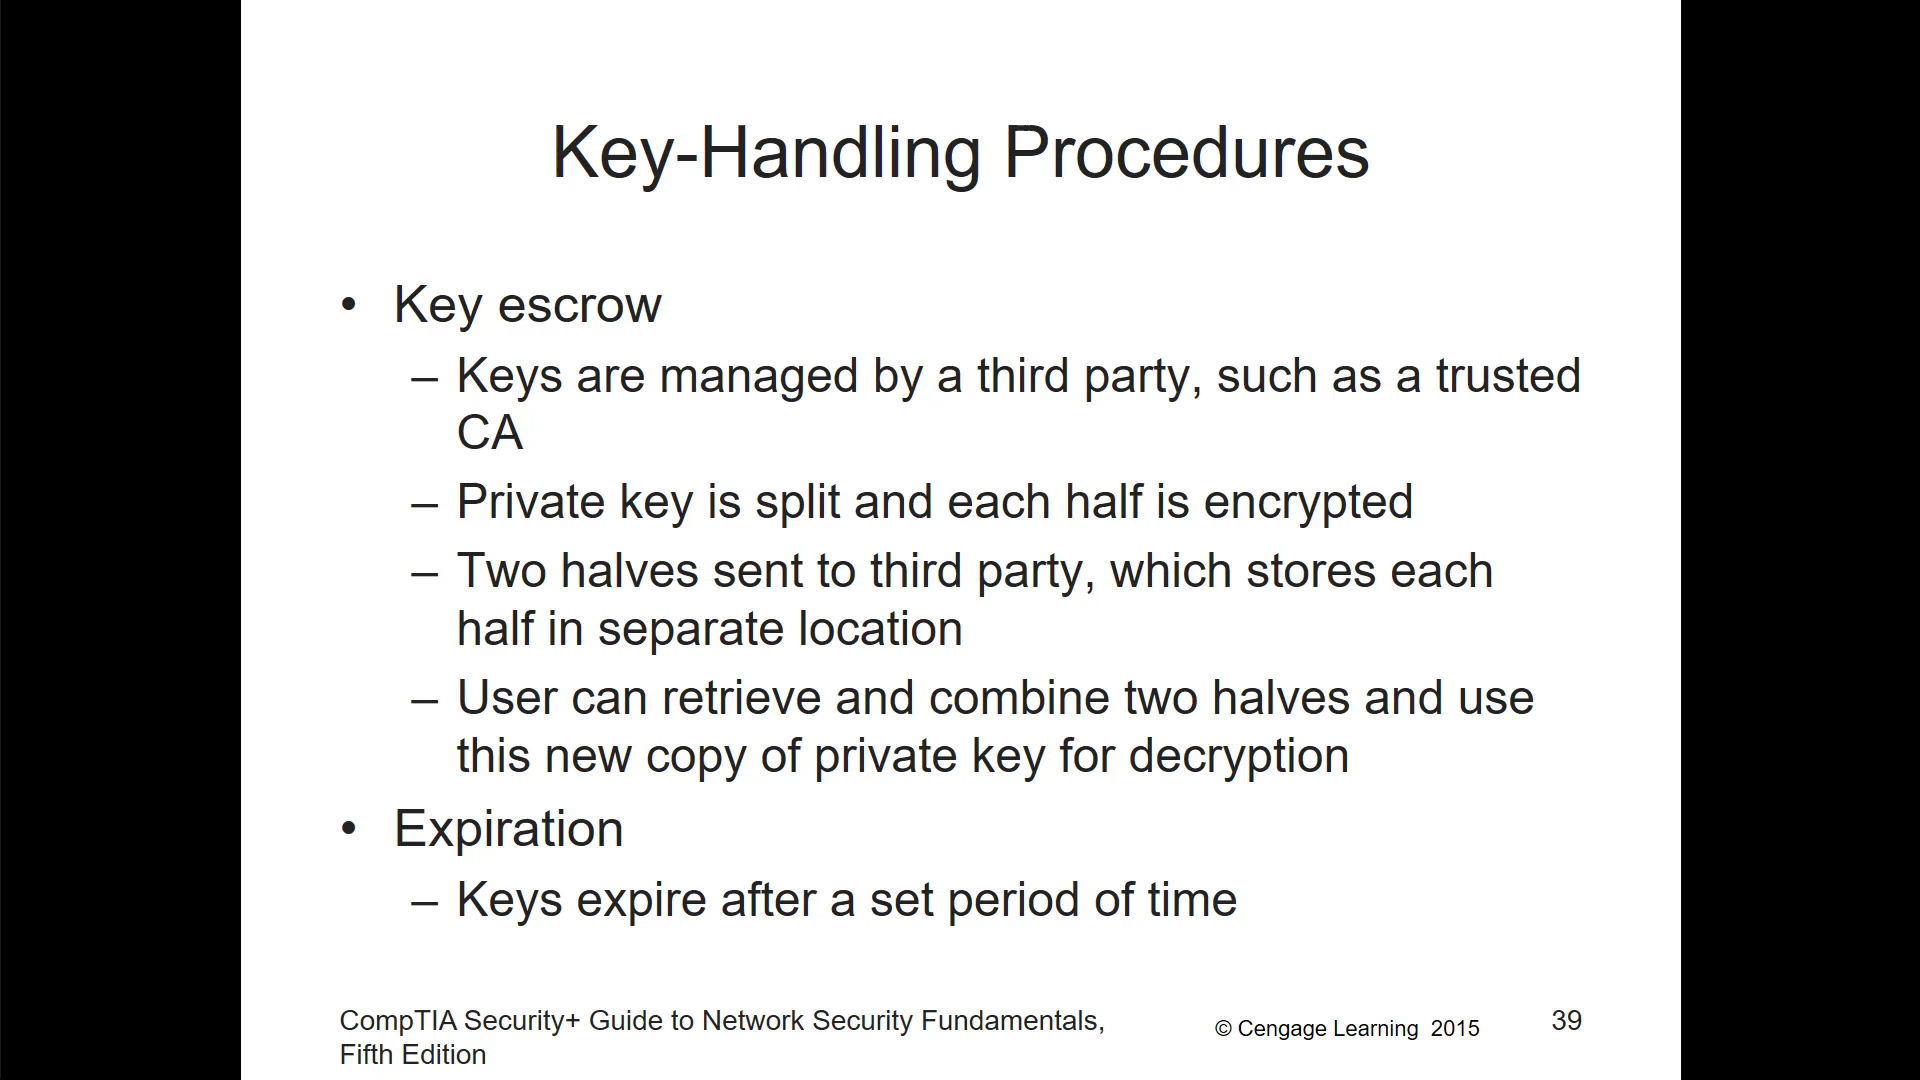 Key-Handling Procedures
• Key escrow
– Keys are managed by a third party, such as a trusted
CA
– Private key is split and each half is encrypted
– Two halves sent to third party, which stores each
half in separate location
– User can retrieve and combine two halves and use
this new copy of private key for decryption
• Expiration
– Keys expire after a set period of time
CompTIA Security+ Guide to Network Security Fundamentals,
Fifth Edition
© Cengage Learning 2015
39